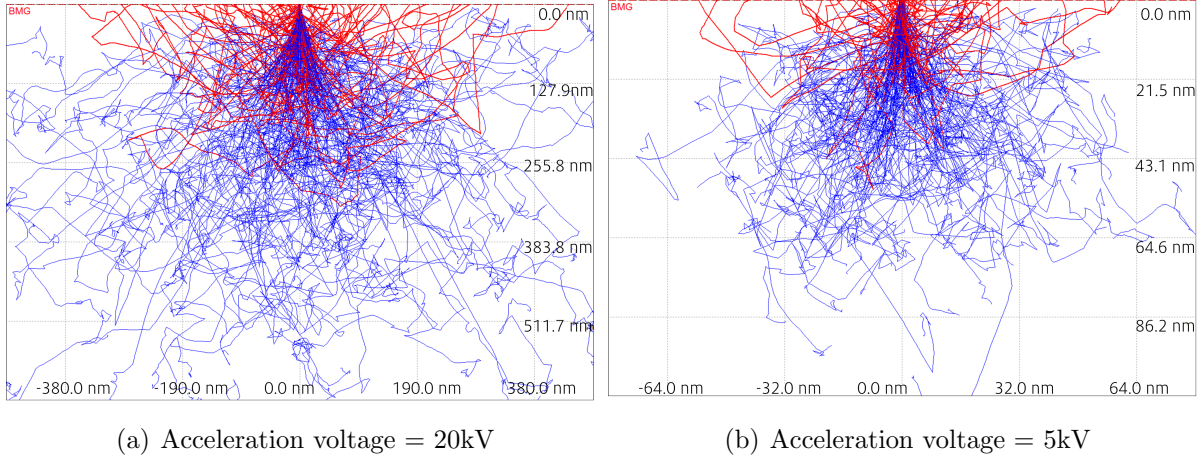 BMG
0.0 nm
127.9nm
255.8 nm
383.8 nm
511.7 nm
-380.0 nm -190.0 nm 0.0 nm 190.0 nm 380.0 nm
(a) Acceleration voltage = 20kV
BMG
0.0 nm
21.5 nm
43.1 nm
64.6 nm
86.2 nm
-64.0 nm -32.0 nm 0.0 nm 32.0 nm 64.0 nm
(b) Acceleration voltage = 5kV